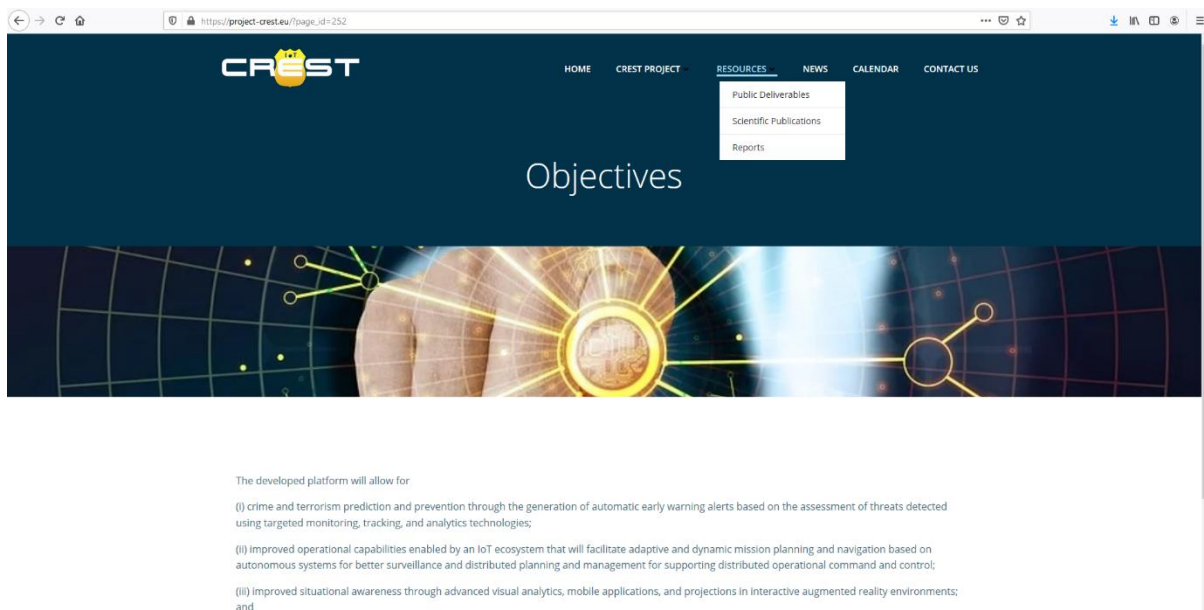 https://project-crest.eu/?page_id=252
IoT
CREST
HOME CREST PROJECT RESOURCES NEWS CALENDAR CONTACT US
Public Deliverables
Scientific Publications
Reports
Objectives
The developed platform will allow for
(i) crime and terrorism prediction and prevention through the generation of automatic early warning alerts based on the assessment of threats detected
using targeted monitoring, tracking, and analytics technologies;
(ii) improved operational capabilities enabled by an IoT ecosystem that will facilitate adaptive and dynamic mission planning and navigation based on
autonomous systems for better surveillance and distributed planning and management for supporting distributed operational command and control;
(iii) improved situational awareness through advanced visual analytics, mobile applications, and projections in interactive augmented reality environments;
and